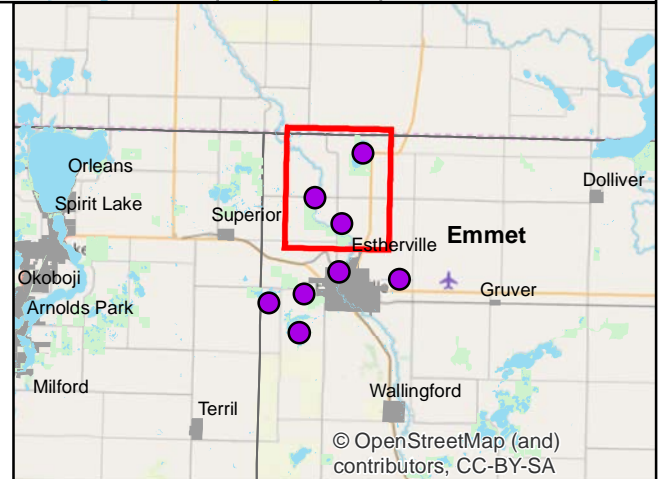 Orleans
Dolliver
Spirit Lake
Superior
Emmet
Estherville
Okoboji
Gruver
Arnolds Park
Milford
Wallingford
Terril
© OpenStreetMap (and)
contributors, CC-BY-SA